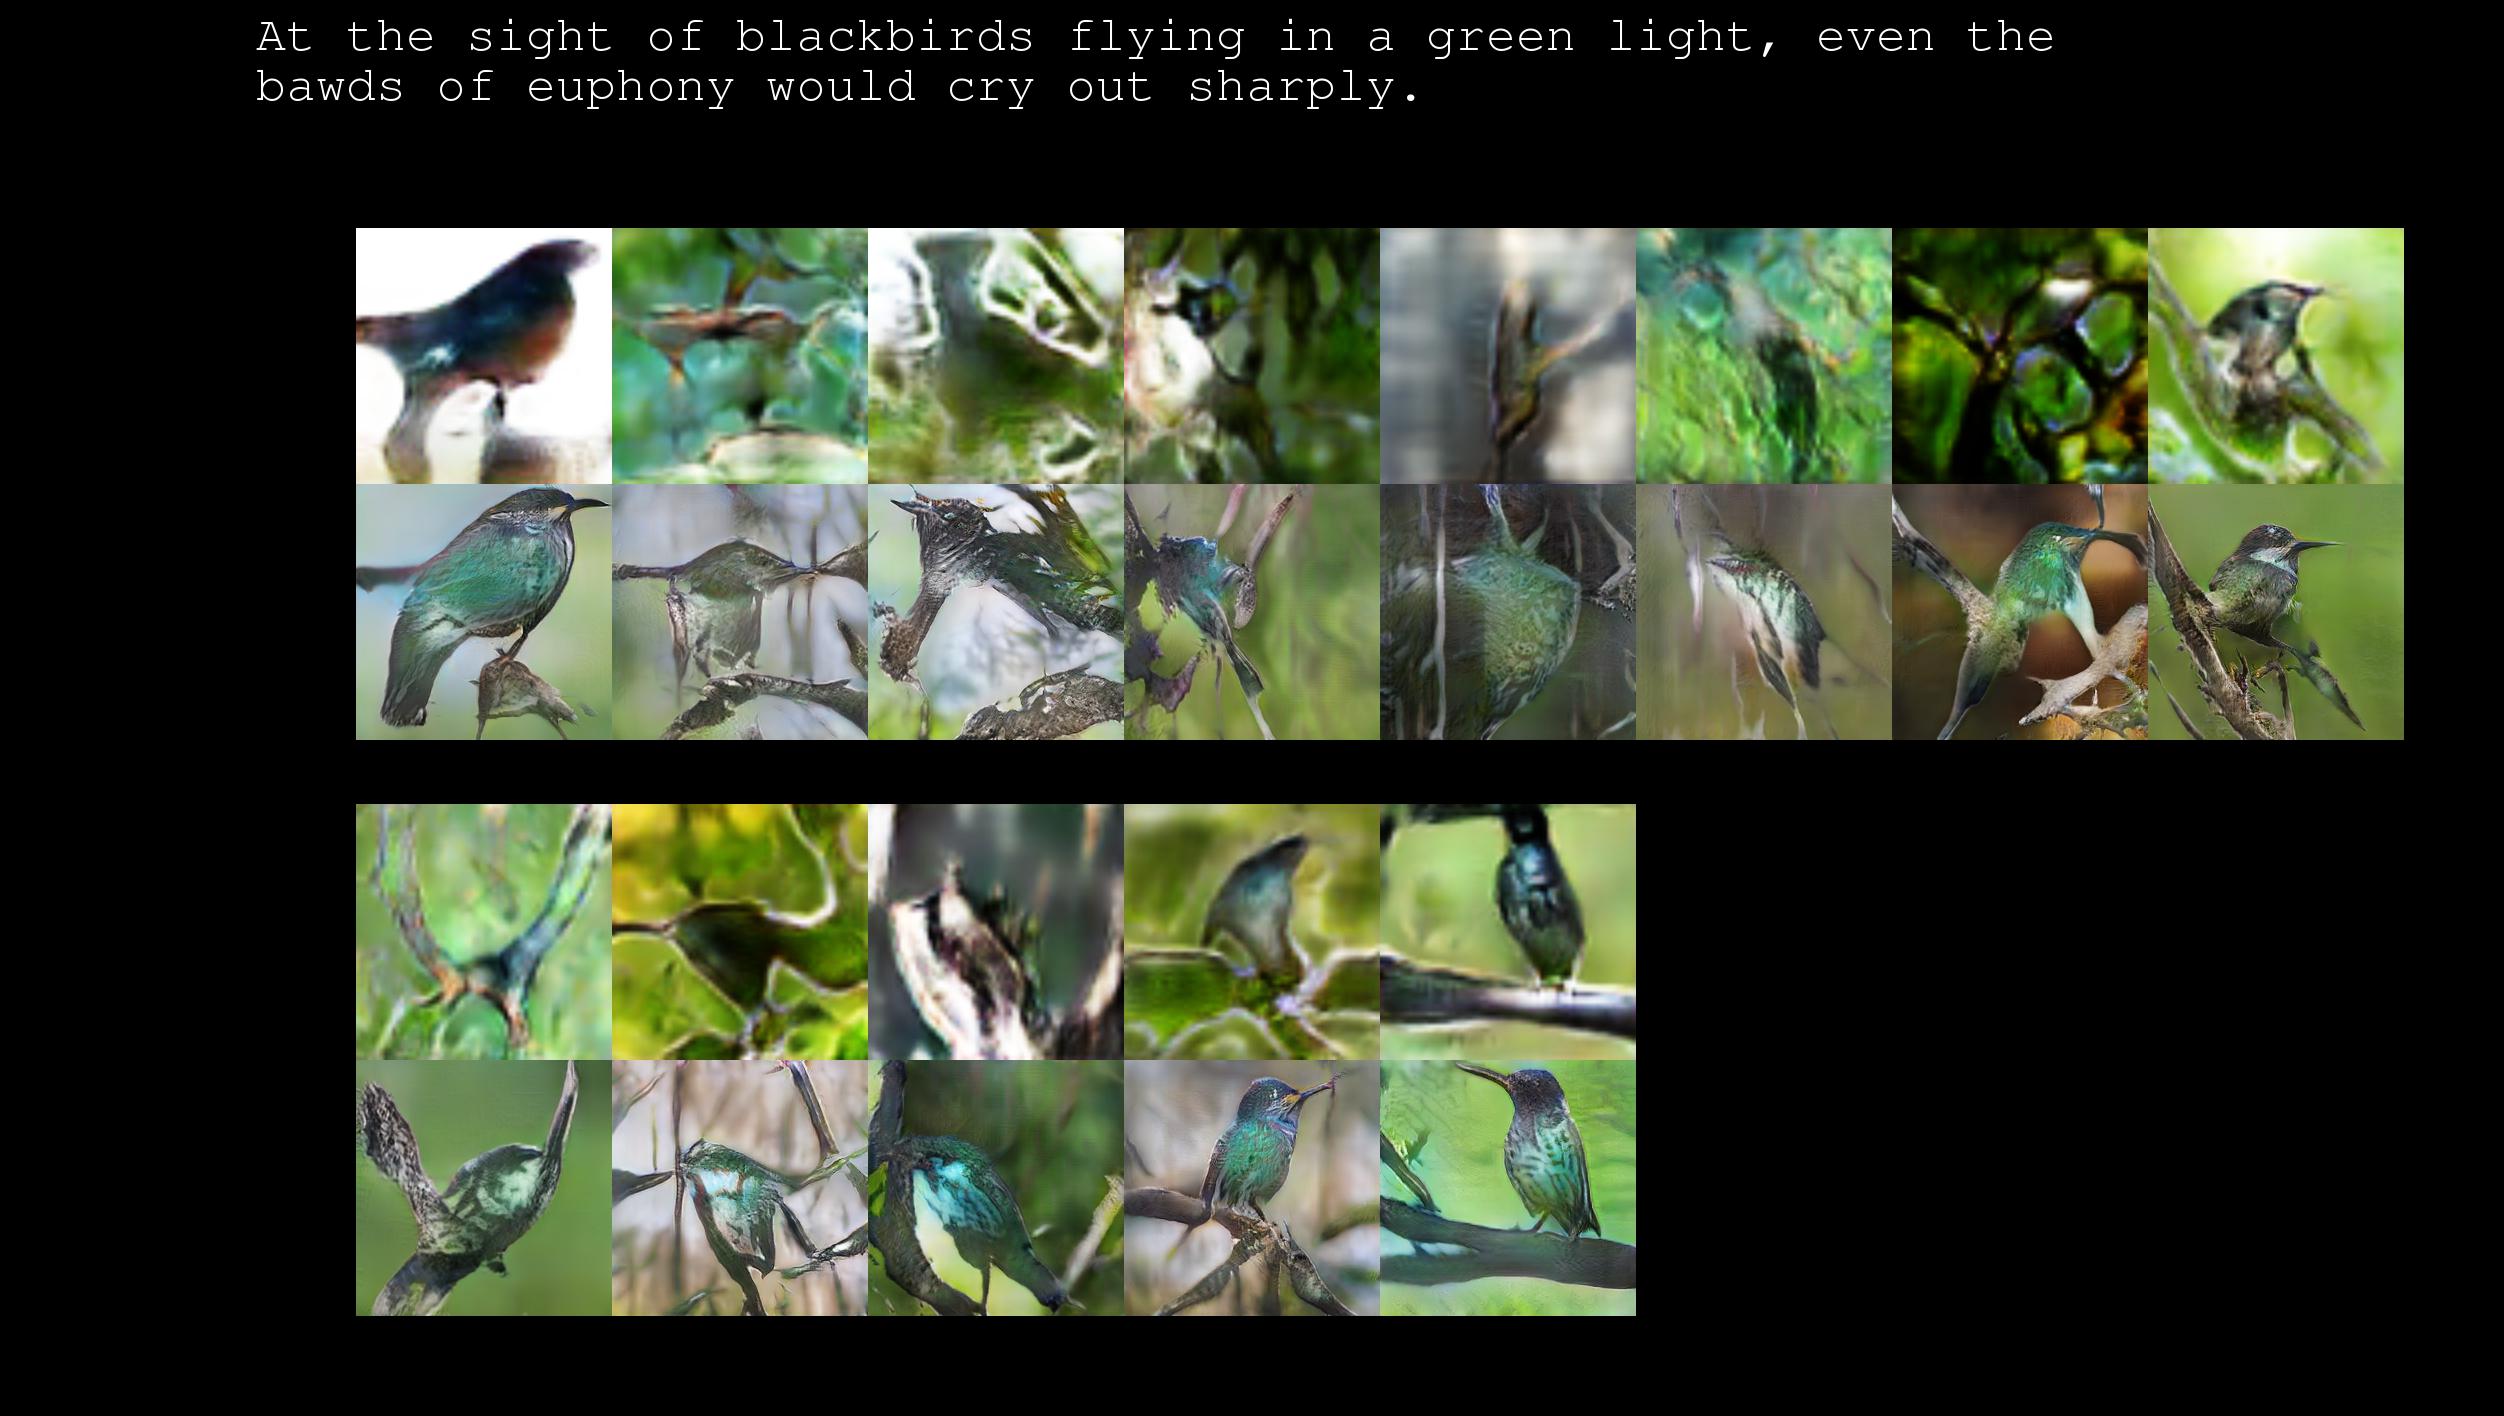 At the sight of blackbirds flying in a green light, even the
bawds of euphony would cry out sharply.